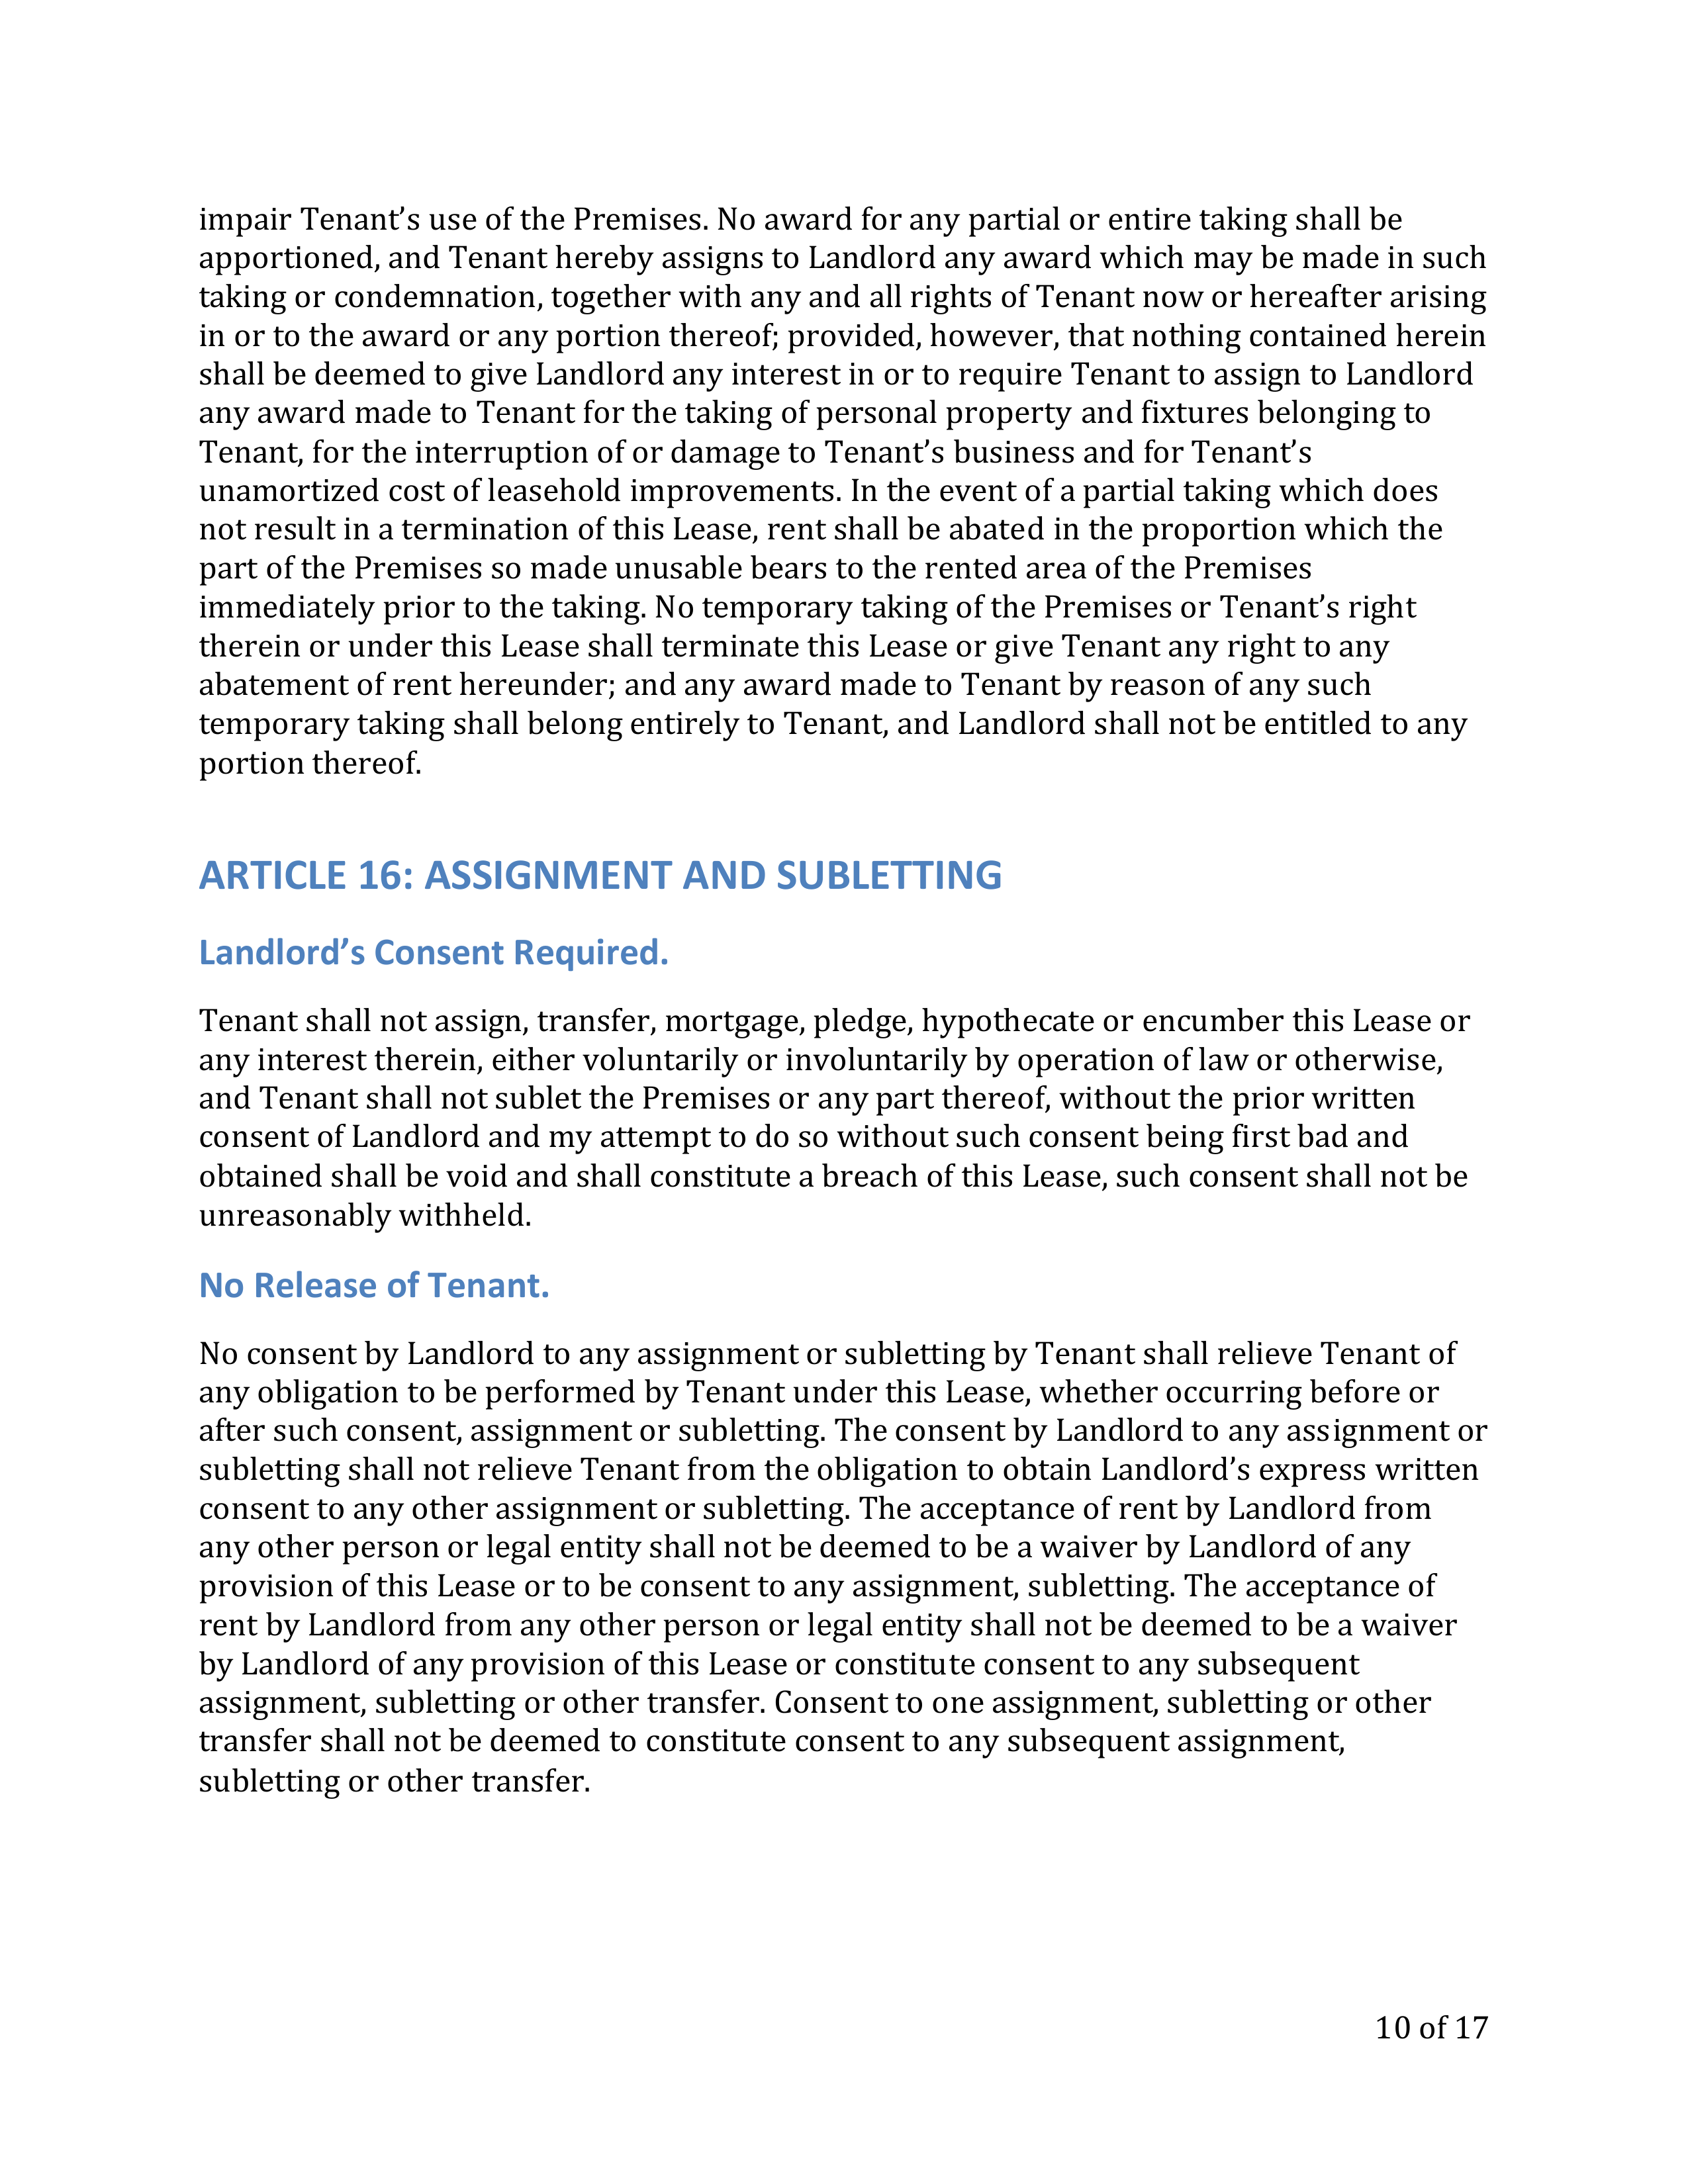 impair Tenant’s use of the Premises. No award for any partial or entire taking shall be
apportioned, and Tenant hereby assigns to Landlord any award which may be made in such
taking or condemnation, together with any and all rights of Tenant now or hereafter arising
in or to the award or any portion thereof; provided, however, that nothing contained herein
shall be deemed to give Landlord any interest in or to require Tenant to assign to Landlord
any award made to Tenant for the taking of personal property and fixtures belonging to
Tenant, for the interruption of or damage to Tenant’s business and for Tenant’s
unamortized cost of leasehold improvements. In the event of a partial taking which does
not result in a termination of this Lease, rent shall be abated in the proportion which the
part of the Premises so made unusable bears to the rented area of the Premises
immediately prior to the taking. No temporary taking of the Premises or Tenant’s right
therein or under this Lease shall terminate this Lease or give Tenant any right to any
abatement of rent hereunder; and any award made to Tenant by reason of any such
temporary taking shall belong entirely to Tenant, and Landlord shall not be entitled to any
portion thereof.
ARTICLE 16: ASSIGNMENT AND SUBLETTING
Landlord’s Consent Required.
Tenant shall not assign, transfer, mortgage, pledge, hypothecate or encumber this Lease or
any interest therein, either voluntarily or involuntarily by operation of law or otherwise,
and Tenant shall not sublet the Premises or any part thereof, without the prior written
consent of Landlord and my attempt to do so without such consent being first bad and
obtained shall be void and shall constitute a breach of this Lease, such consent shall not be
unreasonably withheld.
No Release of Tenant.
No consent by Landlord to any assignment or subletting by Tenant shall relieve Tenant of
any obligation to be performed by Tenant under this Lease, whether occurring before or
after such consent, assignment or subletting. The consent by Landlord to any assignment or
subletting shall not relieve Tenant from the obligation to obtain Landlord’s express written
consent to any other assignment or subletting. The acceptance of rent by Landlord from
any other person or legal entity shall not be deemed to be a waiver by Landlord of any
provision of this Lease or to be consent to any assignment, subletting. The acceptance of
rent by Landlord from any other person or legal entity shall not be deemed to be a waiver
by Landlord of any provision of this Lease or constitute consent to any subsequent
assignment, subletting or other transfer. Consent to one assignment, subletting or other
transfer shall not be deemed to constitute consent to any subsequent assignment,
subletting or other transfer.
10 of 17